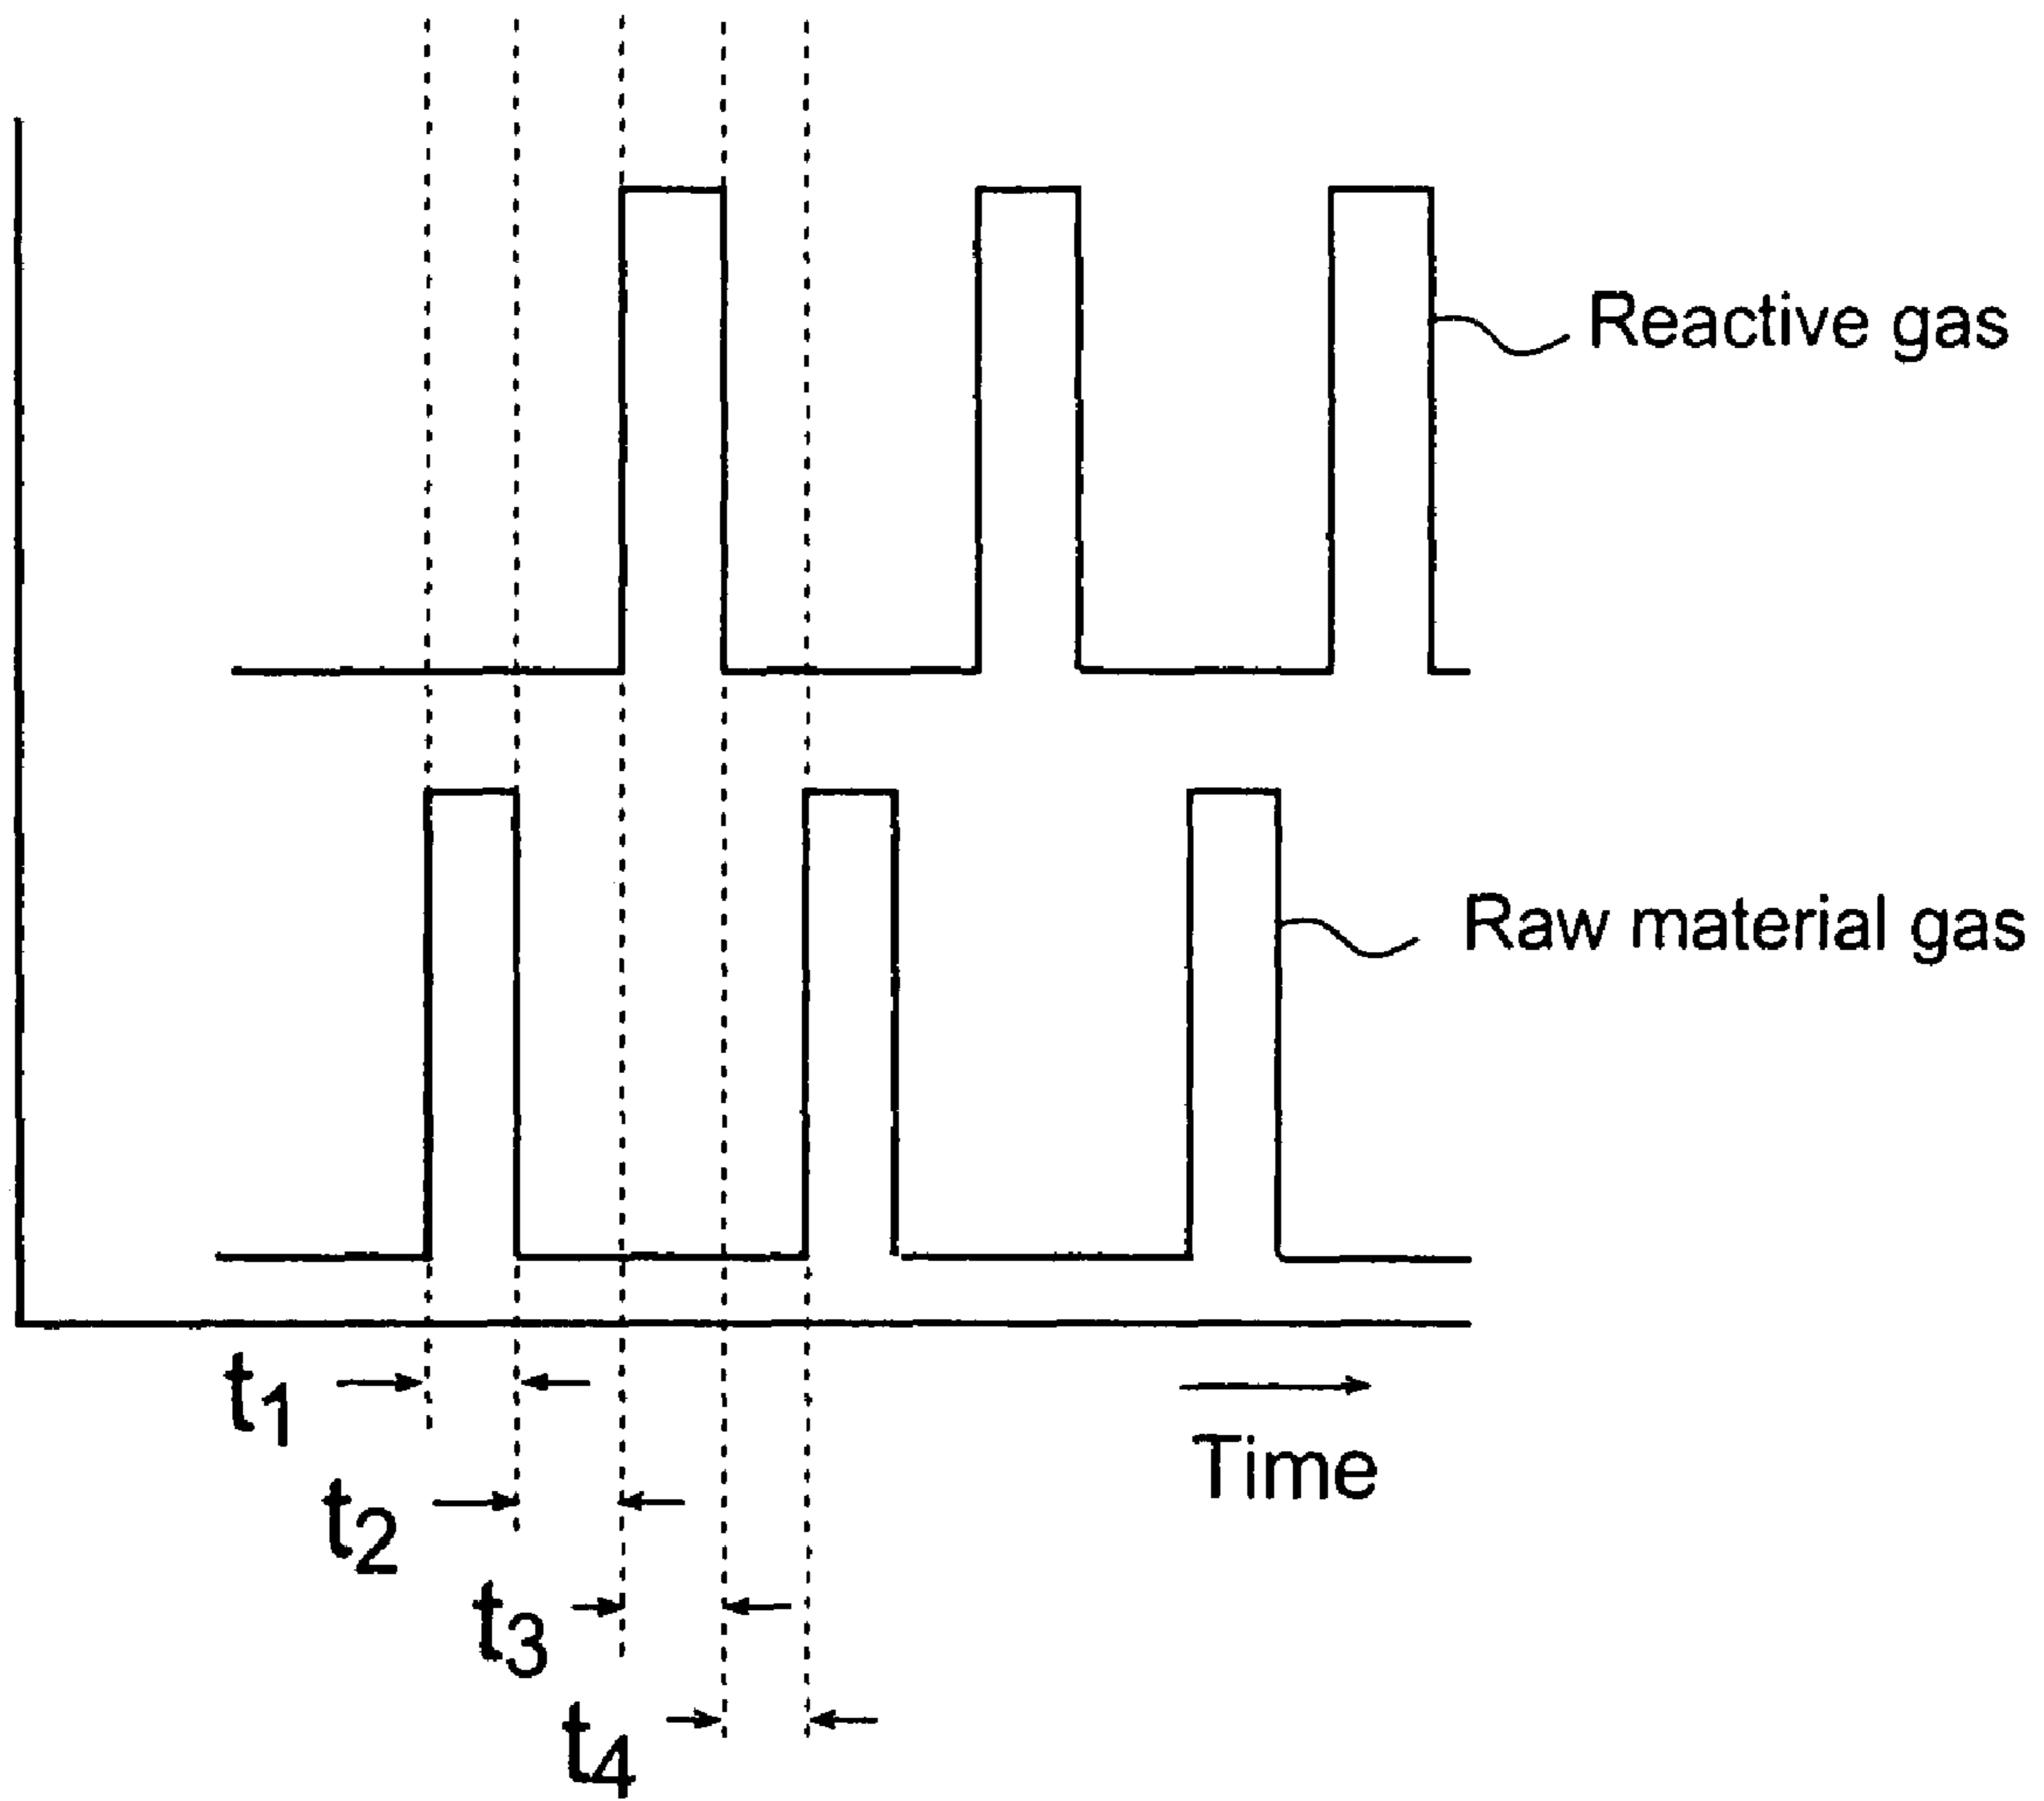 Reactive gas
Raw material gas
t1
Time
t2
t3
t4